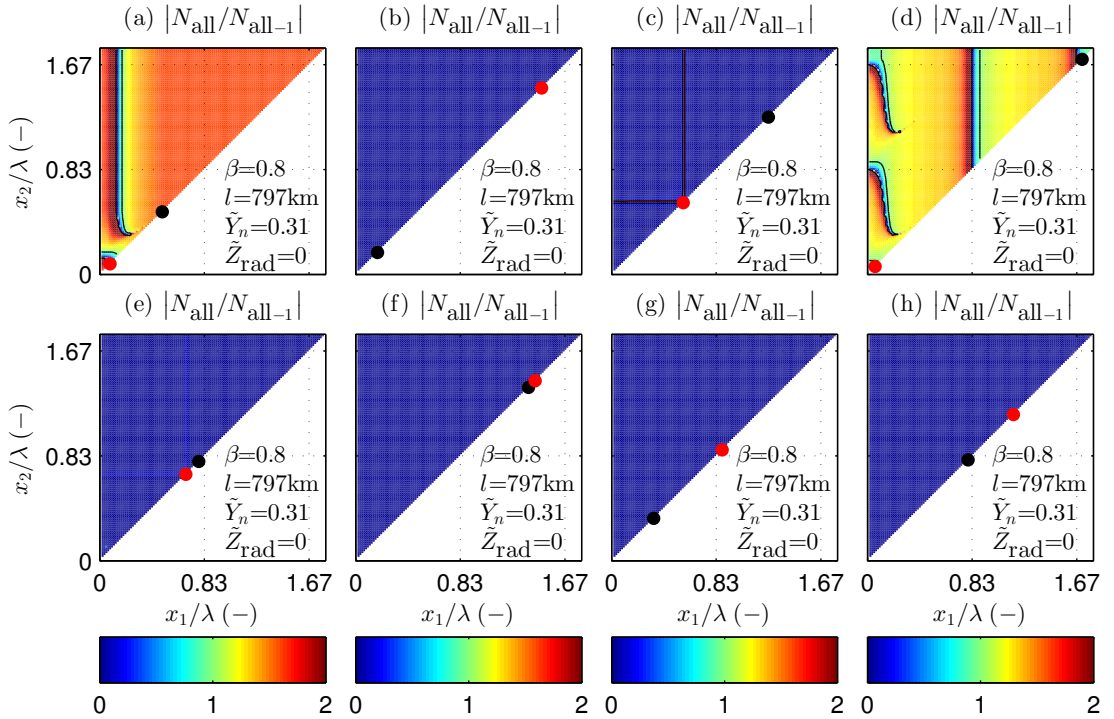 (a) |N_all/N_all−1|
(b) |N_all/N_all−1|
(c) |N_all/N_all−1|
(d) |N_all/N_all−1|
x₂/λ (−)
1.67
0.83
0
β=0.8
l=797km
Ỹ_n=0.31
Z̃_rad=0
β=0.8
l=797km
Ỹ_n=0.31
Z̃_rad=0
β=0.8
l=797km
Ỹ_n=0.31
Z̃_rad=0
β=0.8
l=797km
Ỹ_n=0.31
Z̃_rad=0
(e) |N_all/N_all−1|
(f) |N_all/N_all−1|
(g) |N_all/N_all−1|
(h) |N_all/N_all−1|
x₂/λ (−)
1.67
0.83
0
β=0.8
l=797km
Ỹ_n=0.31
Z̃_rad=0
β=0.8
l=797km
Ỹ_n=0.31
Z̃_rad=0
β=0.8
l=797km
Ỹ_n=0.31
Z̃_rad=0
β=0.8
l=797km
Ỹ_n=0.31
Z̃_rad=0
0 0.83 1.67
0 0.83 1.67
0 0.83 1.67
0 0.83 1.67
x₁/λ (−)
x₁/λ (−)
x₁/λ (−)
x₁/λ (−)
0 1 2
0 1 2
0 1 2
0 1 2